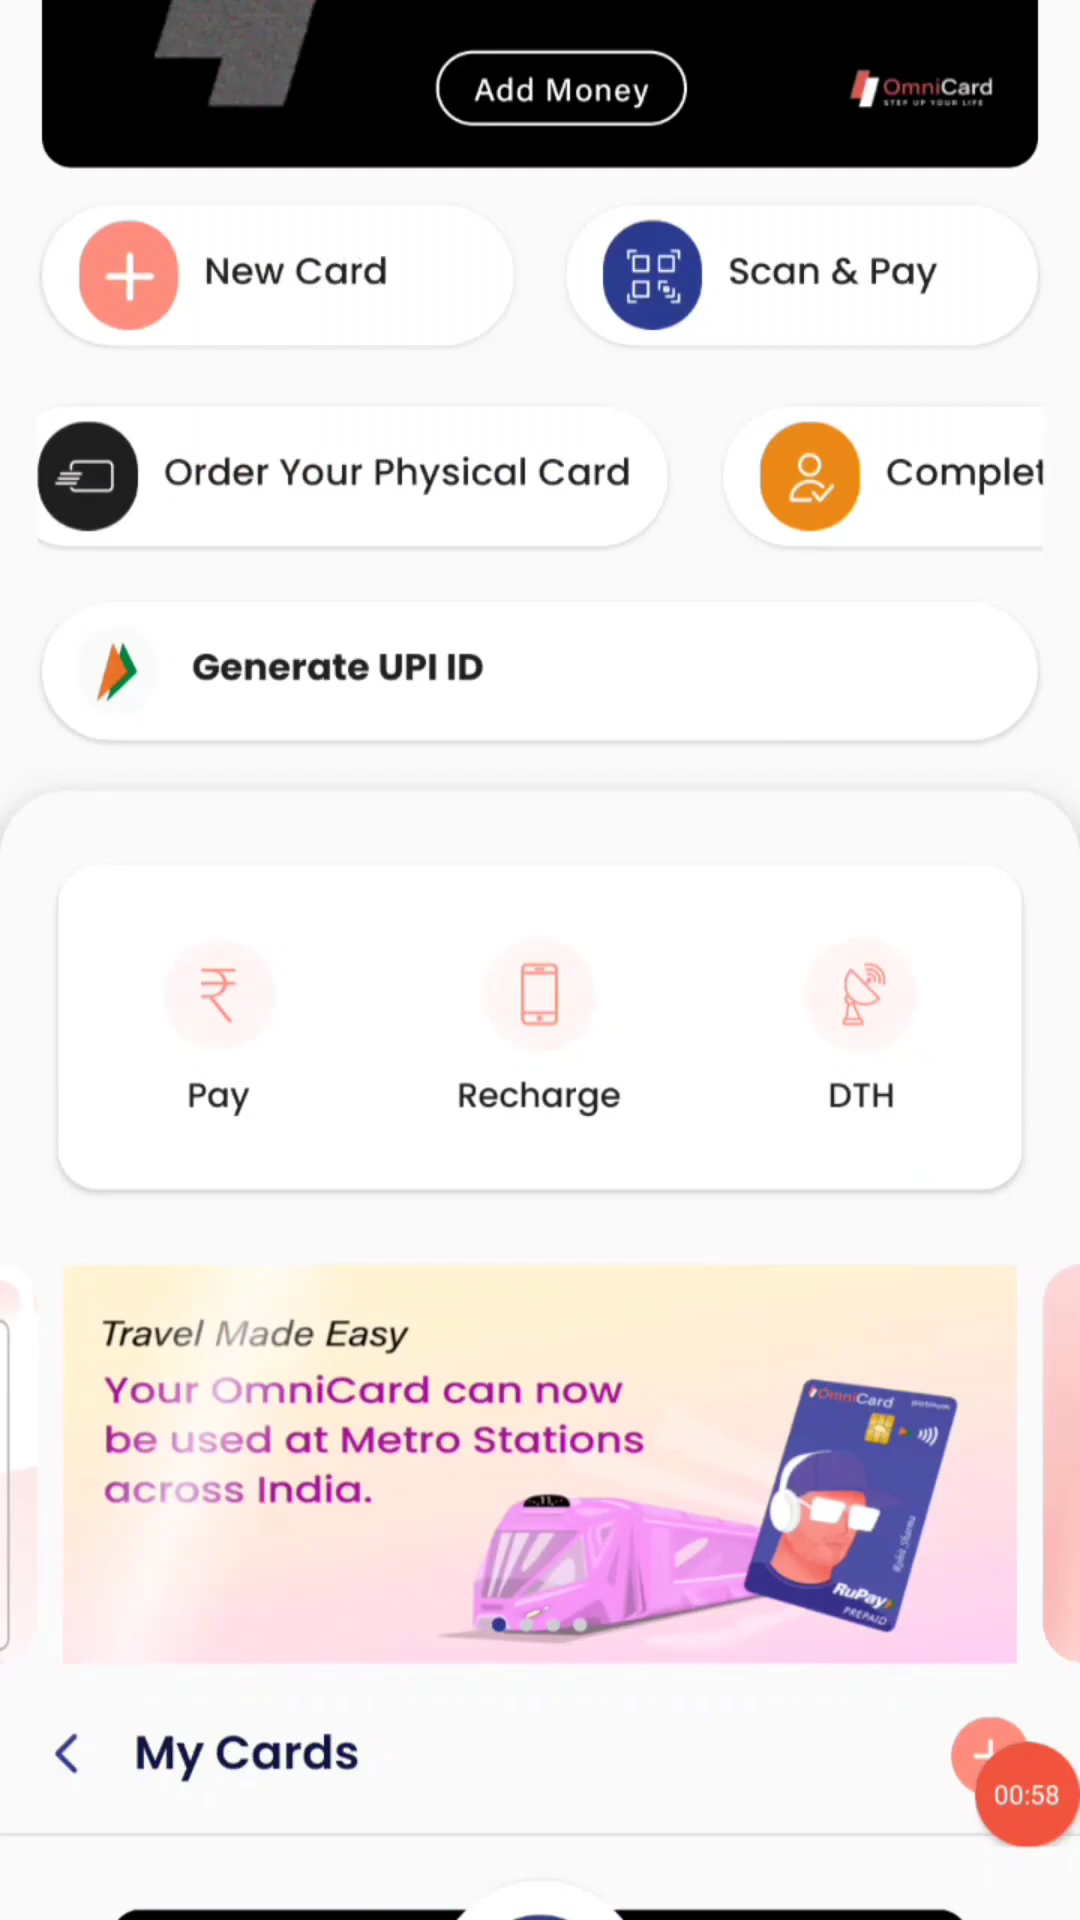 Add Money
OmniCard
STEP UP YOUR LIFE
New Card
Scan & Pay
Order Your Physical Card
Complet
Generate UPI ID
Pay
Recharge
DTH
Travel Made Easy
Your OmniCard can now
be used at Metro Stations
across India.
OmniCard
platinum
Rohit Sharma
RuPay
PREPAID
My Cards
00:58